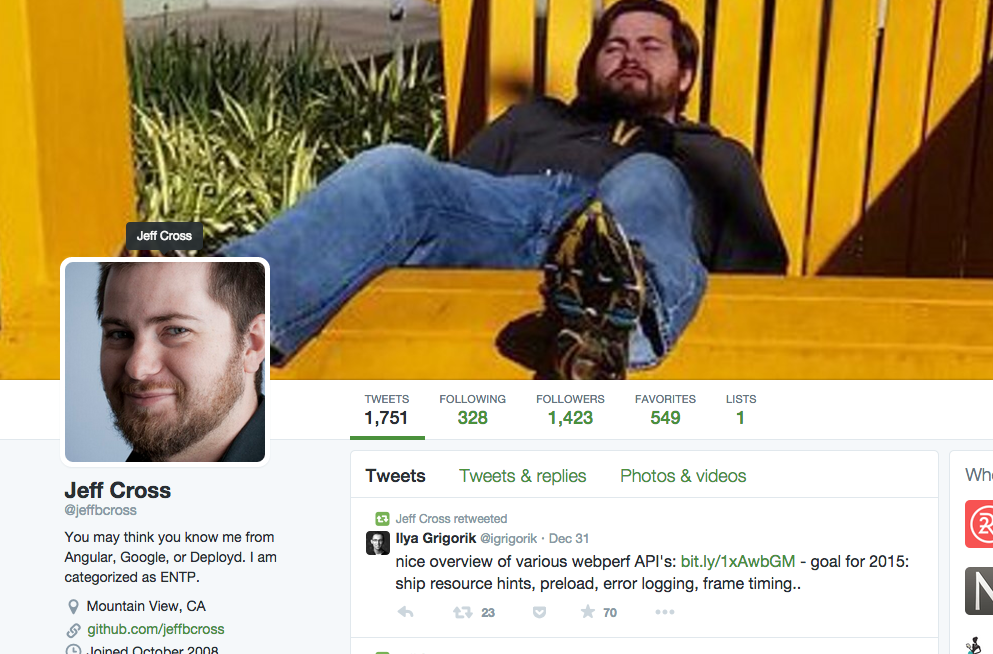 Jeff Cross
TWEETS
1,751
FOLLOWING
328
FOLLOWERS
1,423
FAVORITES
549
LISTS
1
Jeff Cross
@jeffbcross
You may think you know me from
Angular, Google, or Deployd. I am
categorized as ENTP.
Mountain View, CA
github.com/jeffbcross
Joined October 2008
Tweets
Tweets & replies
Photos & videos
Jeff Cross retweeted
Ilya Grigorik @igrigorik · Dec 31
nice overview of various webperf API's: bit.ly/1xAwbGM - goal for 2015:
ship resource hints, preload, error logging, frame timing..
23
70